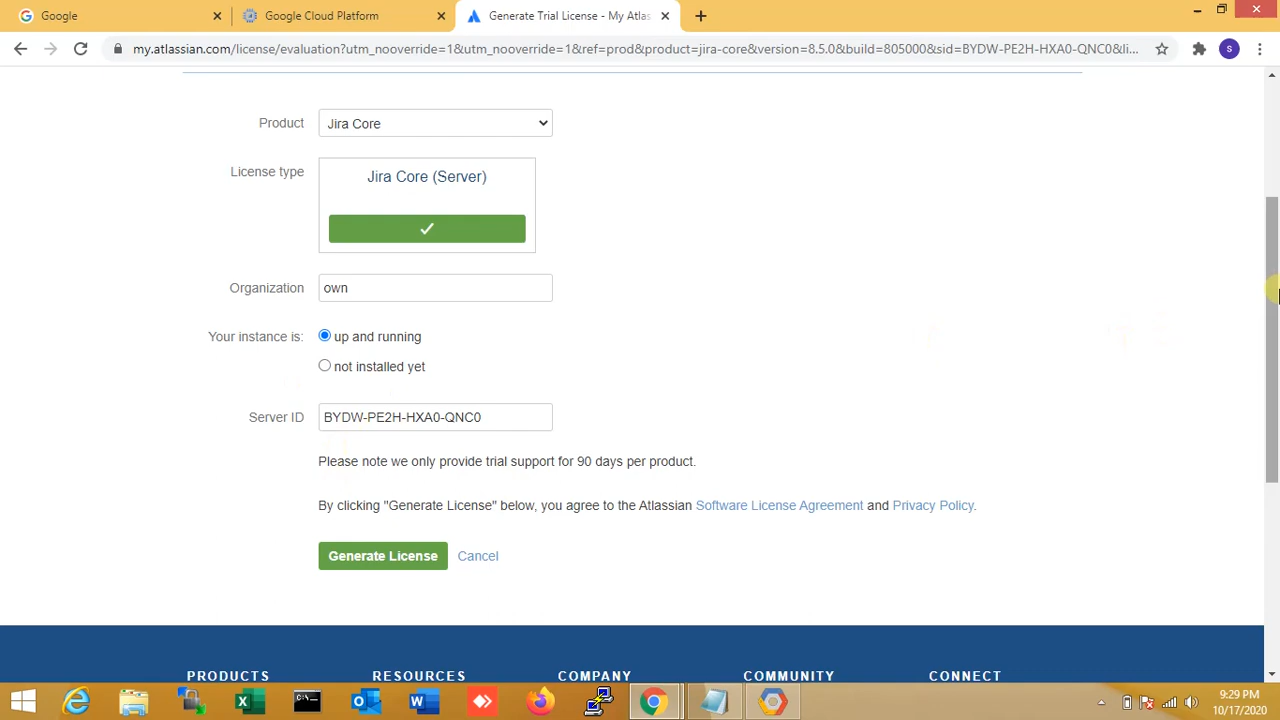 Google
Google Cloud Platform
Generate Trial License - My Atlas
my.atlassian.com/license/evaluation?utm_nooverride=1&utm_nooverride=1&ref=prod&product=jira-core&version=8.5.0&build=805000&sid=BYDW-PE2H-HXA0-QNC0&li...
S
Product
Jira Core
License type
Jira Core (Server)
Organization
own
Your instance is:
up and running
not installed yet
Server ID
BYDW-PE2H-HXA0-QNC0
Please note we only provide trial support for 90 days per product.
By clicking "Generate License" below, you agree to the Atlassian Software License Agreement and Privacy Policy.
Generate License
Cancel
PRODUCTS
RESOURCES
COMPANY
COMMUNITY
CONNECT
9:29 PM
10/17/2020